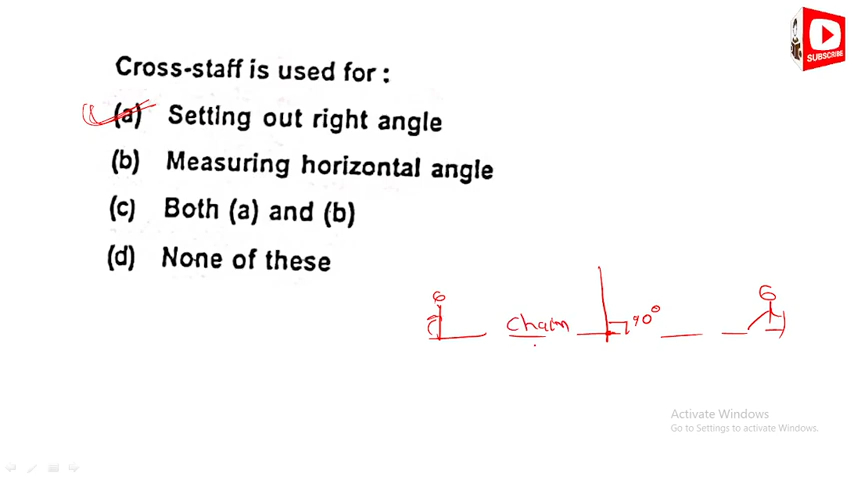 SUBSCRIBE
Cross-staff is used for :
(a) Setting out right angle
(b) Measuring horizontal angle
(c) Both (a) and (b)
(d) None of these
chain 90°
Activate Windows
Go to Settings to activate Windows.